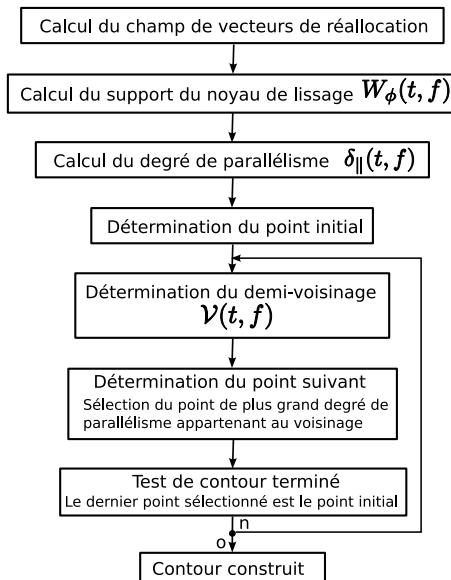 Calcul du champ de vecteurs de réallocation
Calcul du support du noyau de lissage W_ϕ(t, f)
Calcul du degré de parallélisme δ_∥(t, f)
Détermination du point initial
Détermination du demi-voisinage
𝒱(t, f)
Détermination du point suivant
Sélection du point de plus grand degré de
parallélisme appartenant au voisinage
Test de contour terminé
Le dernier point sélectionné est le point initial
n
o
Contour construit